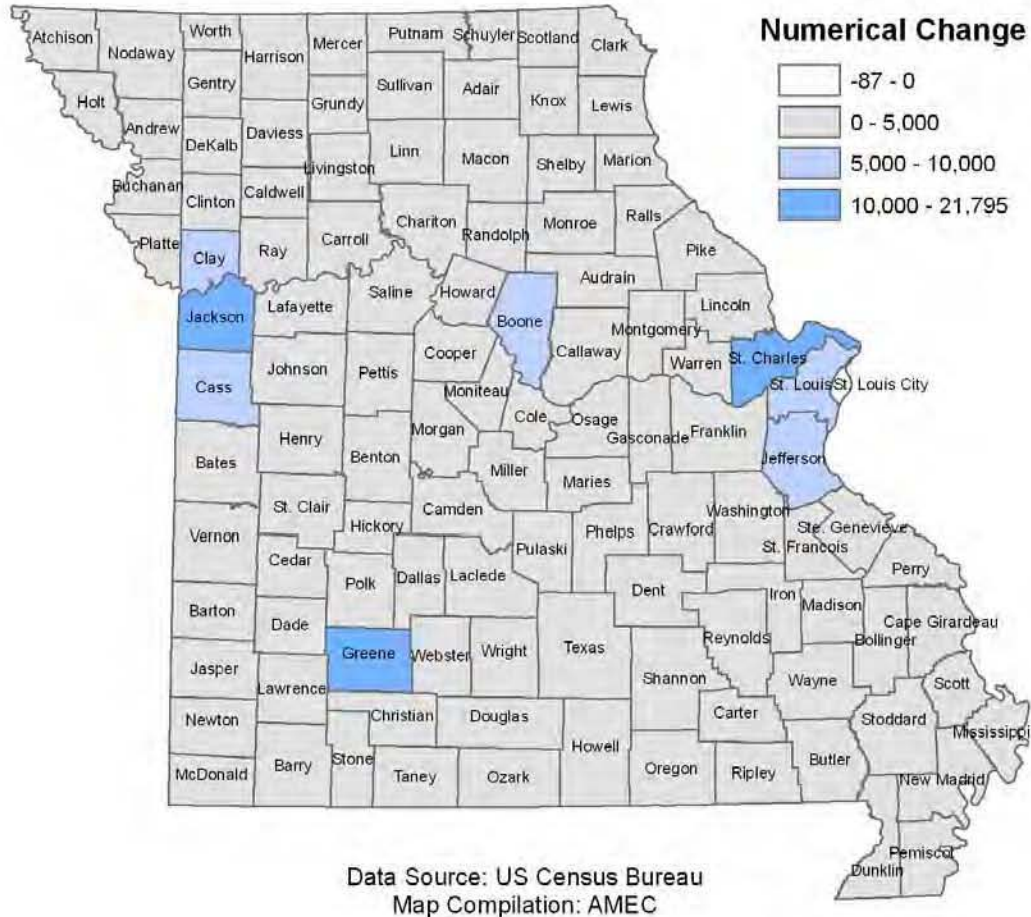 Numerical Change
-87 - 0
0 - 5,000
5,000 - 10,000
10,000 - 21,795
Atchison
Nodaway
Worth
Harrison
Mercer
Putnam
Schuyler
Scotland
Clark
Holt
Gentry
Grundy
Sullivan
Adair
Knox
Lewis
Andrew
DeKalb
Daviess
Livingston
Linn
Macon
Shelby
Marion
Buchanan
Clinton
Caldwell
Chariton
Randolph
Monroe
Ralls
Platte
Clay
Ray
Carroll
Pike
Audrain
Jackson
Lafayette
Saline
Howard
Boone
Lincoln
Montgomery
Callaway
Warren
St. Charles
Cass
Johnson
Pettis
Cooper
Moniteau
St. Louis
St. Louis City
Cole
Osage
Gasconade
Franklin
Jefferson
Bates
Henry
Benton
Morgan
Miller
Maries
St. Clair
Camden
Vernon
Hickory
Pulaski
Phelps
Crawford
Washington
Ste. Genevieve
St. Francois
Perry
Cedar
Polk
Dallas
Laclede
Dent
Iron
Madison
Barton
Dade
Reynolds
Bollinger
Cape Girardeau
Jasper
Greene
Webster
Wright
Texas
Shannon
Wayne
Scott
Lawrence
Newton
Christian
Douglas
Carter
Stoddard
Mississippi
McDonald
Barry
Stone
Taney
Ozark
Howell
Oregon
Ripley
Butler
New Madrid
Dunklin
Pemiscot
Data Source: US Census Bureau
Map Compilation: AMEC